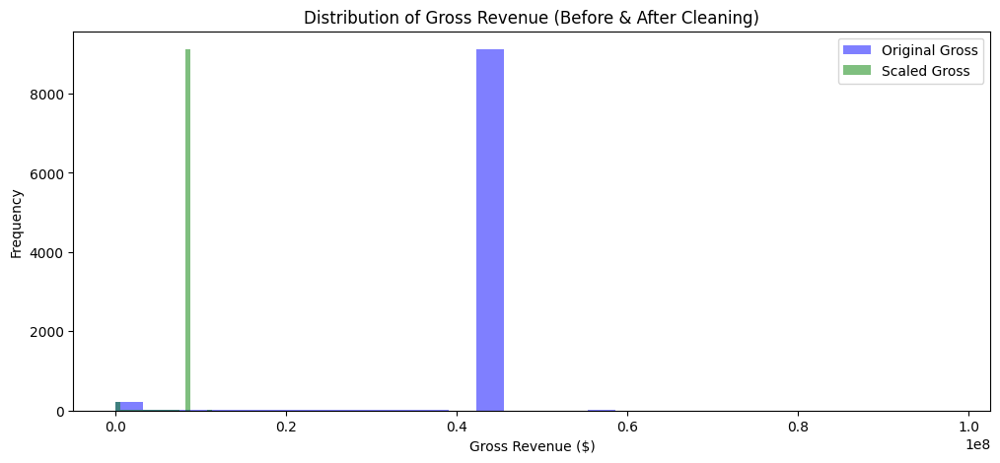 Distribution of Gross Revenue (Before & After Cleaning)
Original Gross
Scaled Gross
Frequency
8000
6000
4000
2000
0
0.0 0.2 0.4 0.6 0.8 1.0
1e8
Gross Revenue ($)